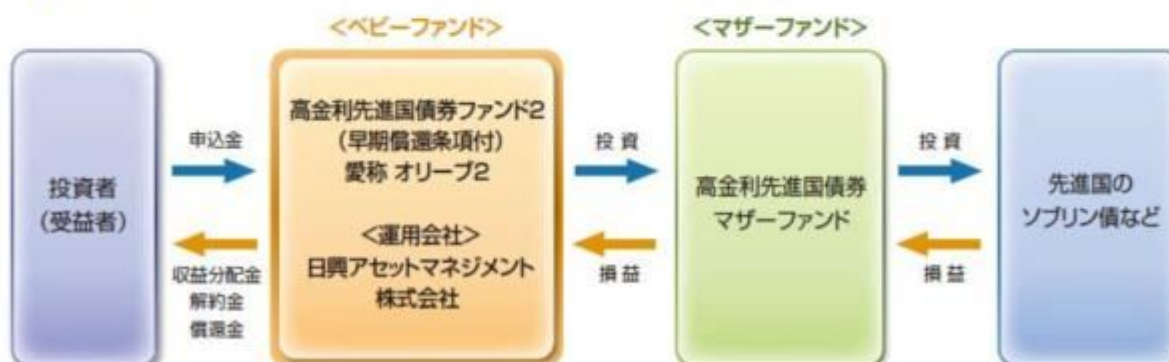 <ベビーファンド>
<マザーファンド>
投資者
(受益者)
申込金
収益分配金
解約金
償還金
高金利先進国債券ファンド2
(早期償還条項付)
愛称 オリーブ2
<運用会社>
日興アセットマネジメント
株式会社
投 資
損 益
高金利先進国債券
マザーファンド
投 資
損 益
先進国の
ソブリン債など